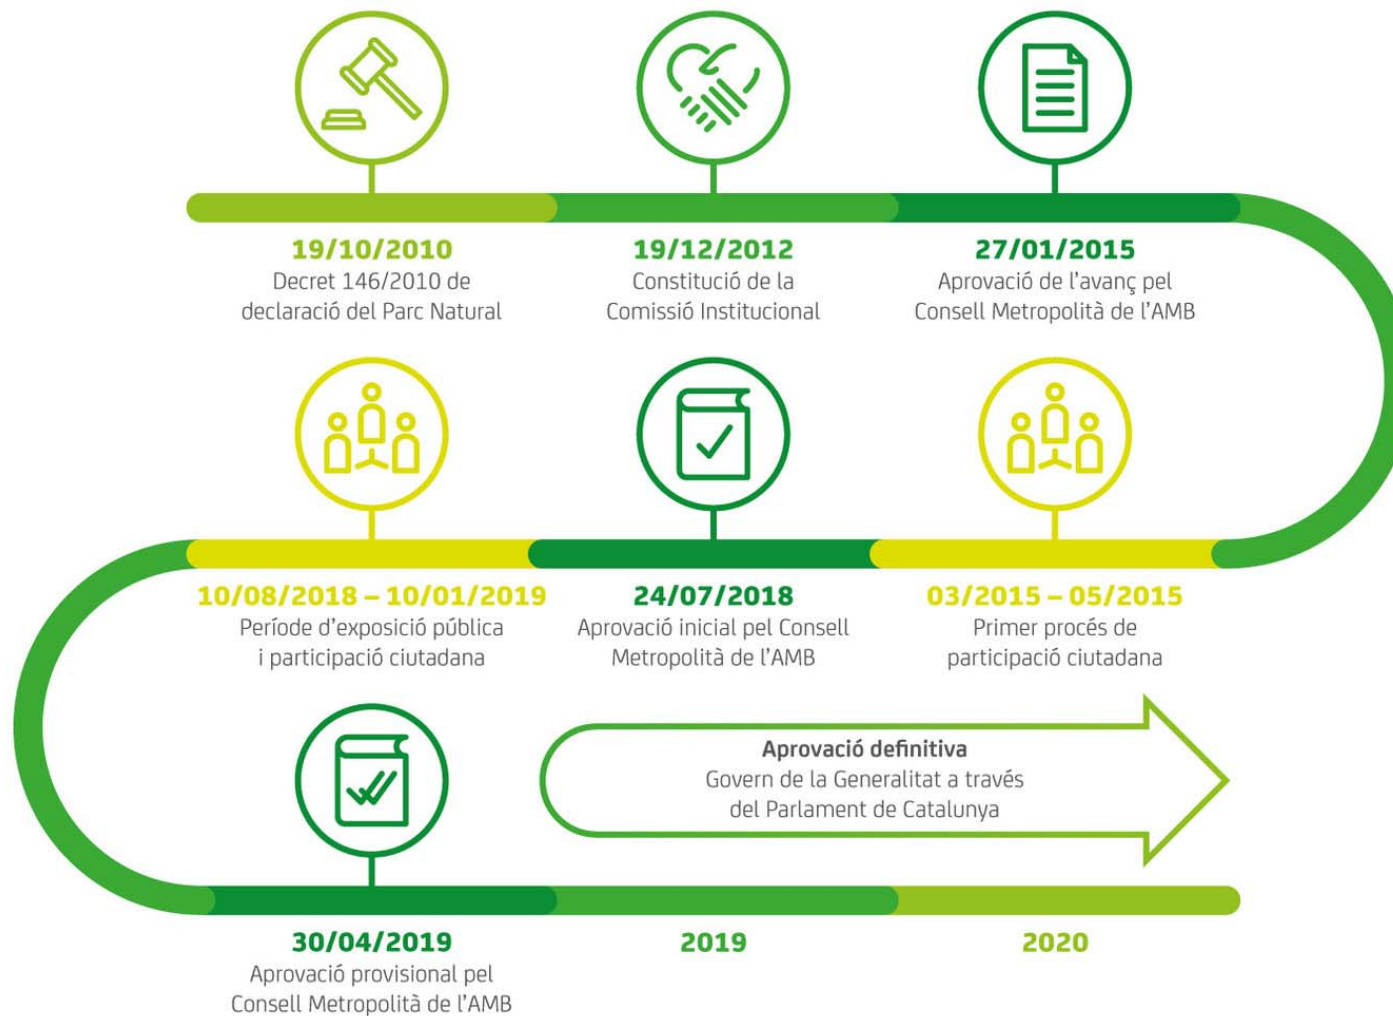 19/10/2010
Decret 146/2010 de
declaració del Parc Natural
19/12/2012
Constitució de la
Comissió Institucional
27/01/2015
Aprovació de l’avanç pel
Consell Metropolità de l’AMB
10/08/2018 – 10/01/2019
Període d’exposició pública
i participació ciutadana
24/07/2018
Aprovació inicial pel Consell
Metropolità de l’AMB
03/2015 – 05/2015
Primer procés de
participació ciutadana
Aprovació definitiva
Govern de la Generalitat a través
del Parlament de Catalunya
30/04/2019
Aprovació provisional pel
Consell Metropolità de l’AMB
2019
2020